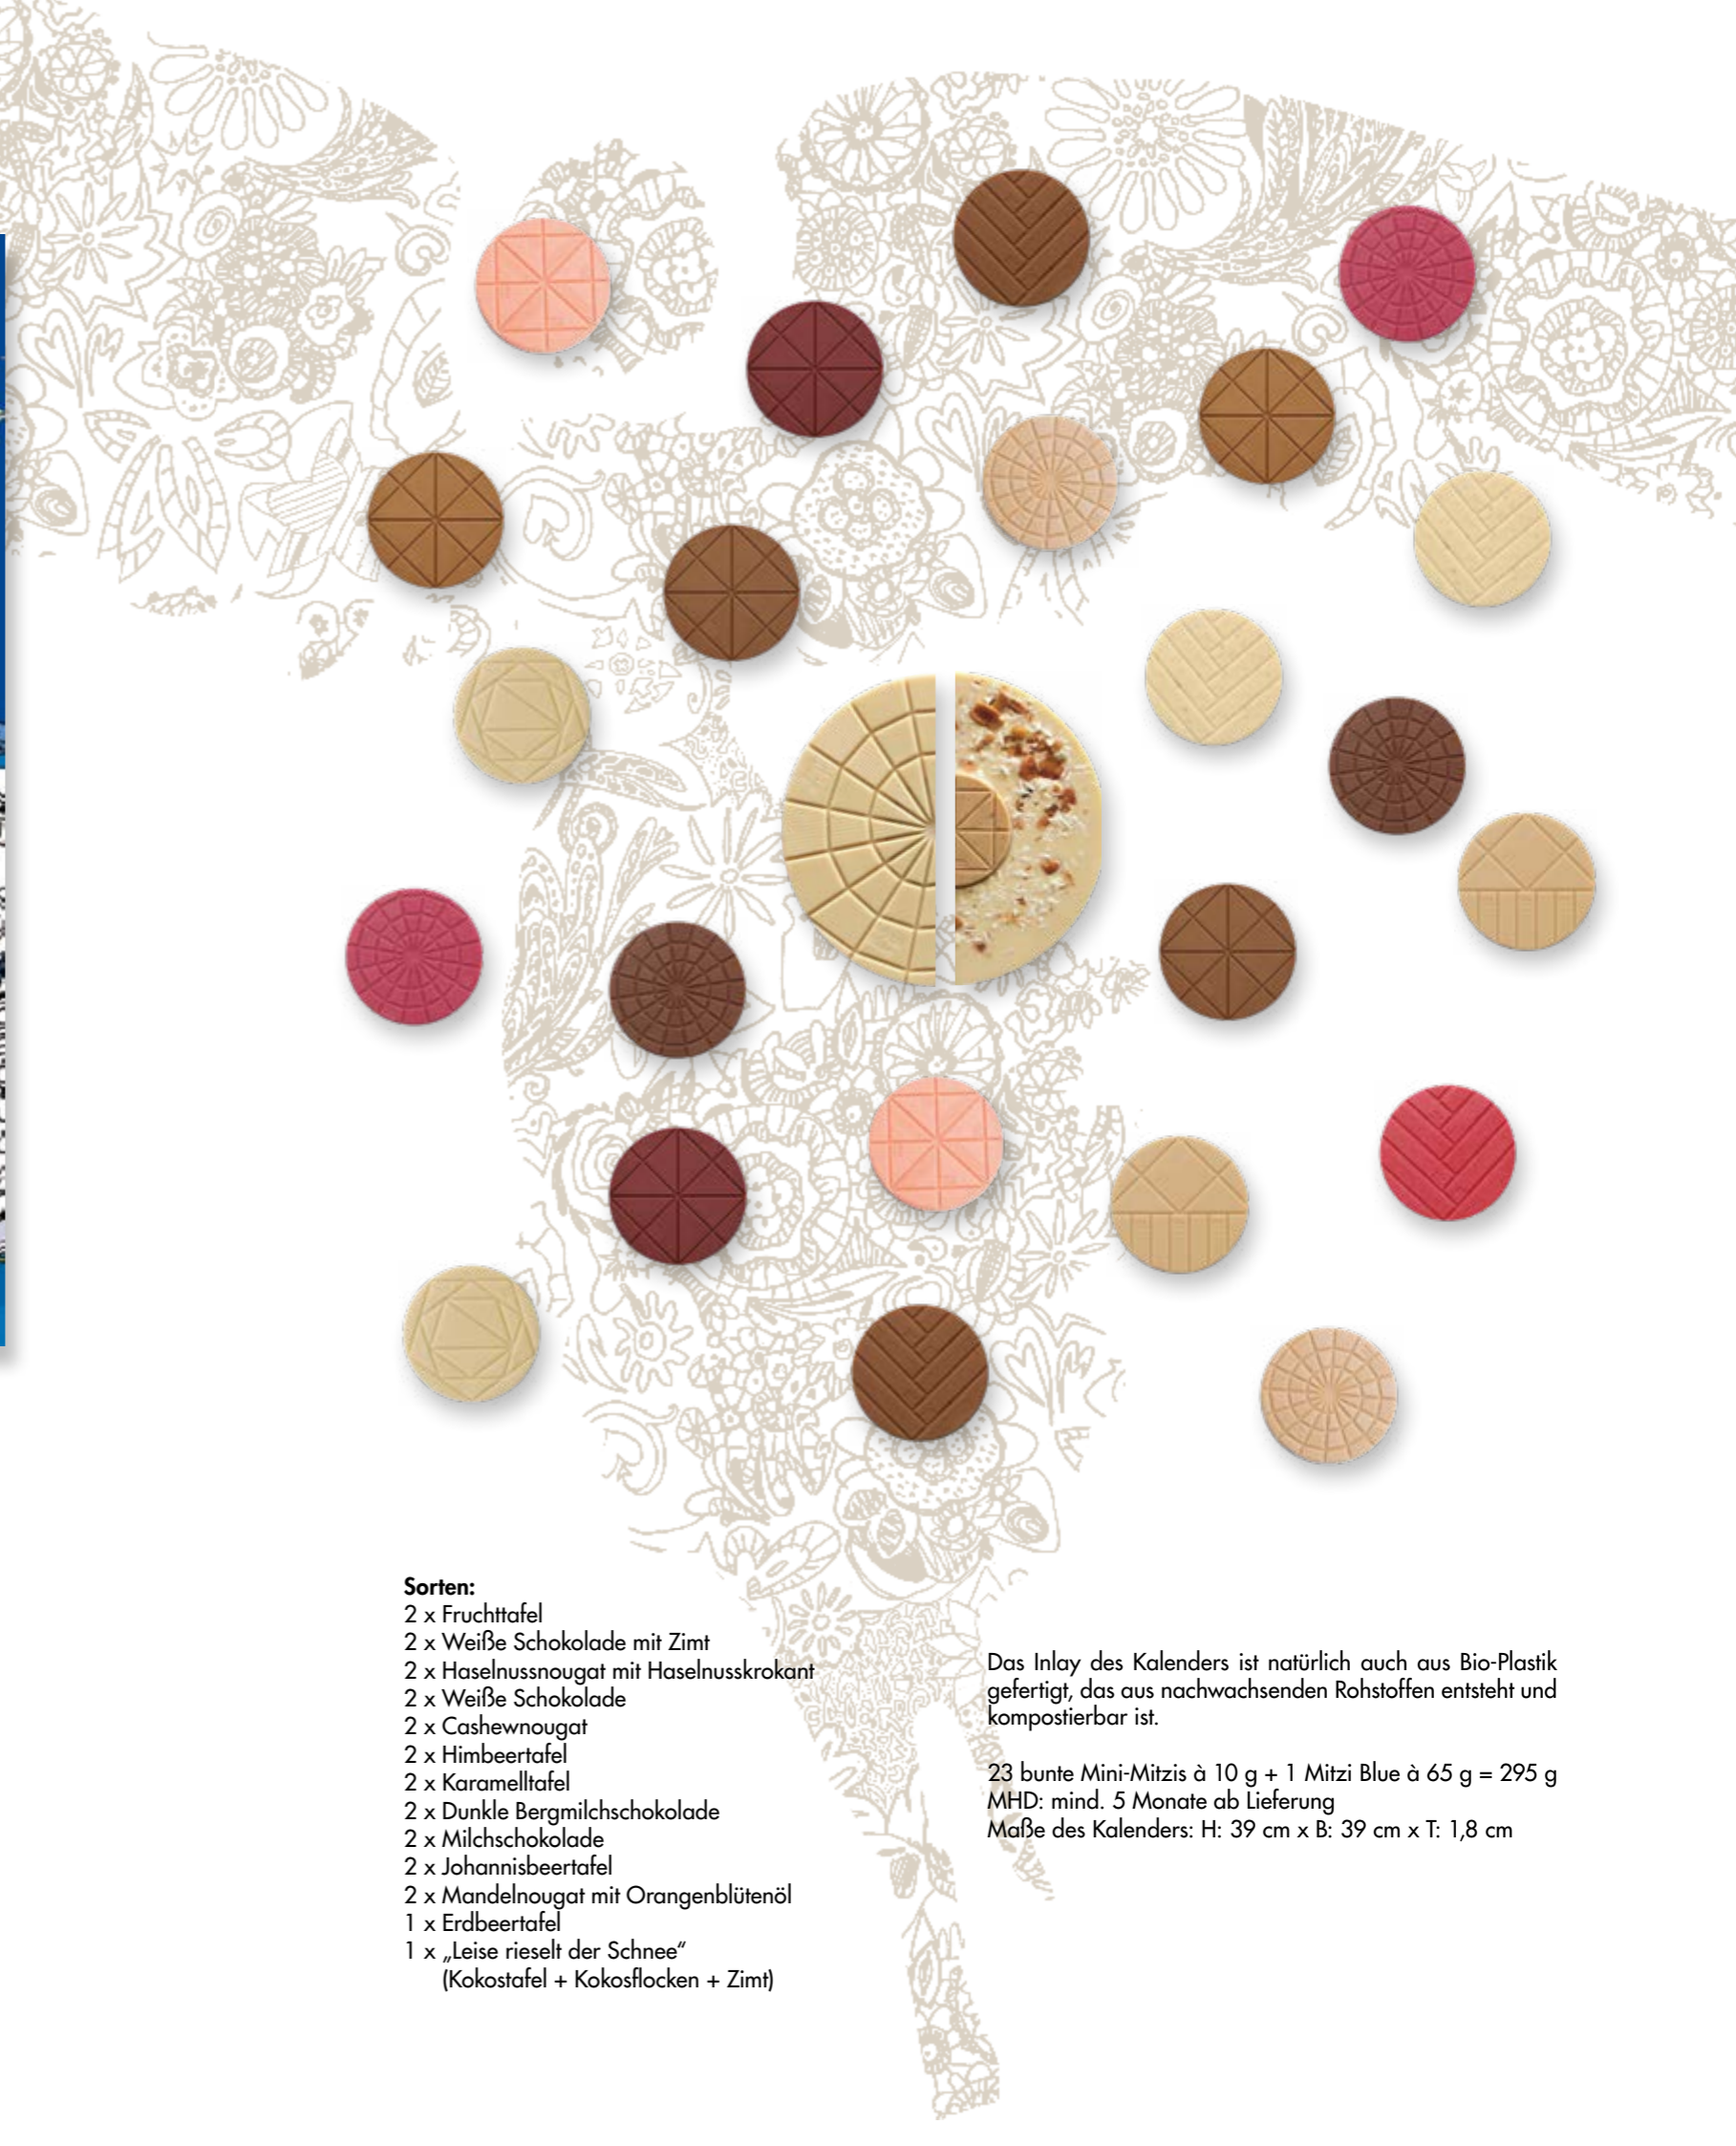 Sorten:
2 x Fruchttafel
2 x Weiße Schokolade mit Zimt
2 x Haselnussnougat mit Haselnusskrokant
2 x Weiße Schokolade
2 x Cashewnougat
2 x Himbeertafel
2 x Karamelltafel
2 x Dunkle Bergmilchschokolade
2 x Milchschokolade
2 x Johannisbeertafel
2 x Mandelnougat mit Orangenblütenöl
1 x Erdbeertafel
1 x „Leise rieselt der Schnee“
(Kokostafel + Kokosflocken + Zimt)
Das Inlay des Kalenders ist natürlich auch aus Bio-Plastik
gefertigt, das aus nachwachsenden Rohstoffen entsteht und
kompostierbar ist.
23 bunte Mini-Mitzis à 10 g + 1 Mitzi Blue à 65 g = 295 g
MHD: mind. 5 Monate ab Lieferung
Maße des Kalenders: H: 39 cm x B: 39 cm x T: 1,8 cm